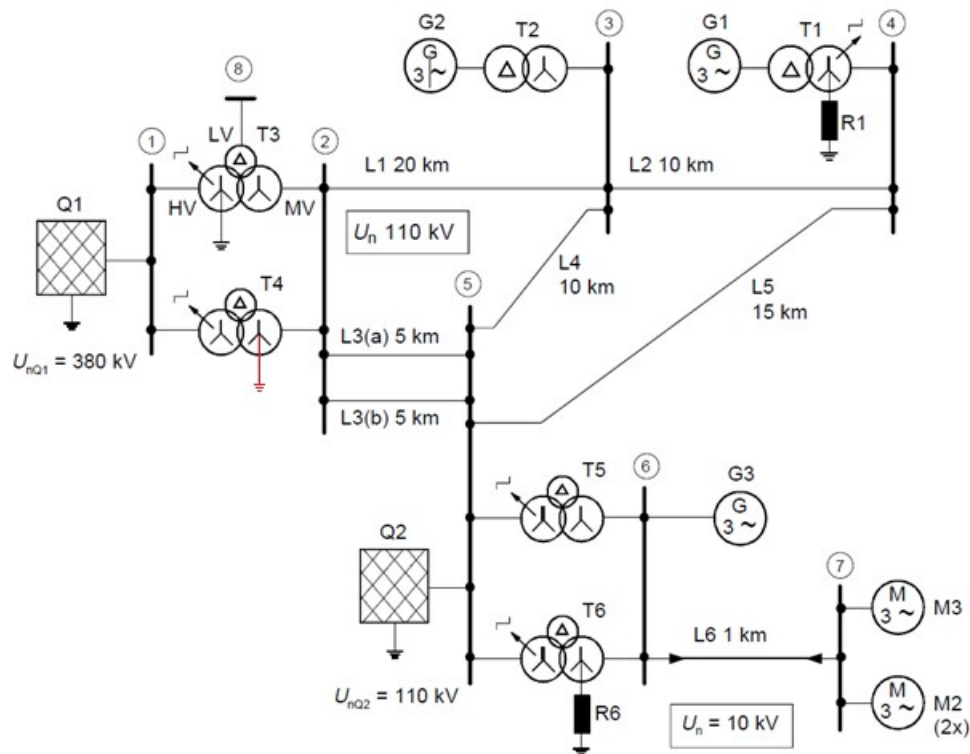 G2
G
3 ~
T2
3
G1
G
3 ~
T1
4
R1
8
LV
T3
1
2
HV
MV
L1 20 km
L2 10 km
Q1
Un 110 kV
T4
5
L4
10 km
L5
15 km
L3(a) 5 km
UnQ1 = 380 kV
L3(b) 5 km
T5
6
G3
G
3 ~
Q2
7
T6
M
3 ~
M3
L6 1 km
UnQ2 = 110 kV
R6
Un = 10 kV
M
3 ~
M2
(2x)